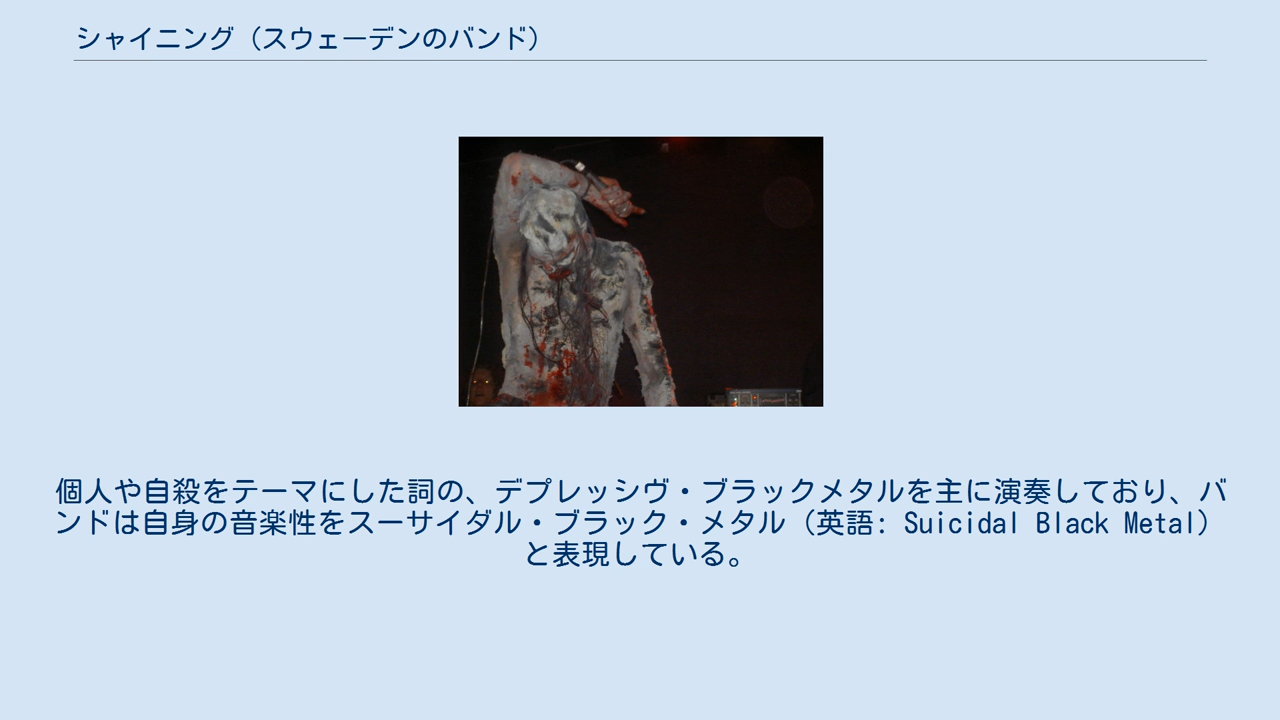 シャイニング（スウェーデンのバンド）
個人や自殺をテーマにした詞の、デプレッシヴ・ブラックメタルを主に演奏しており、バ
ンドは自身の音楽性をスーサイダル・ブラック・メタル（英語: Suicidal Black Metal）
と表現している。